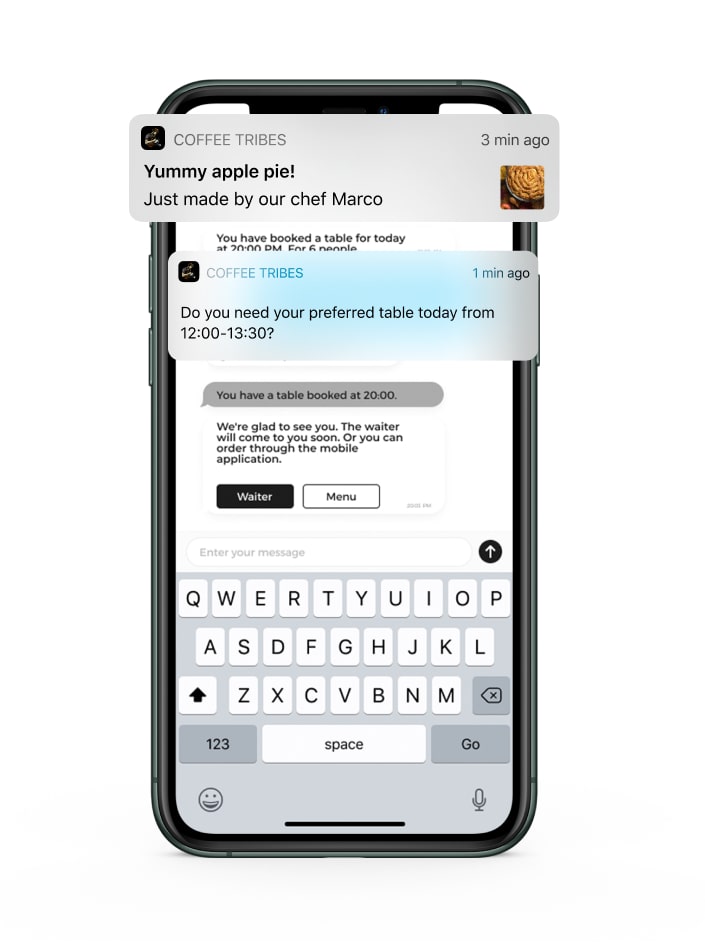 COFFEE TRIBES
3 min ago
Yummy apple pie!
Just made by our chef Marco
You have booked a table for today
at 20:00 PM. For 6 people
COFFEE TRIBES
1 min ago
Do you need your preferred table today from
12:00-13:30?
You have a table booked at 20:00.
We're glad to see you. The waiter
will come to you soon. Or you can
order through the mobile
application.
Waiter
Menu
Enter your message
Q W E R T Y U I O P
A S D F G H J K L
Z X C V B N M
123
space
Go